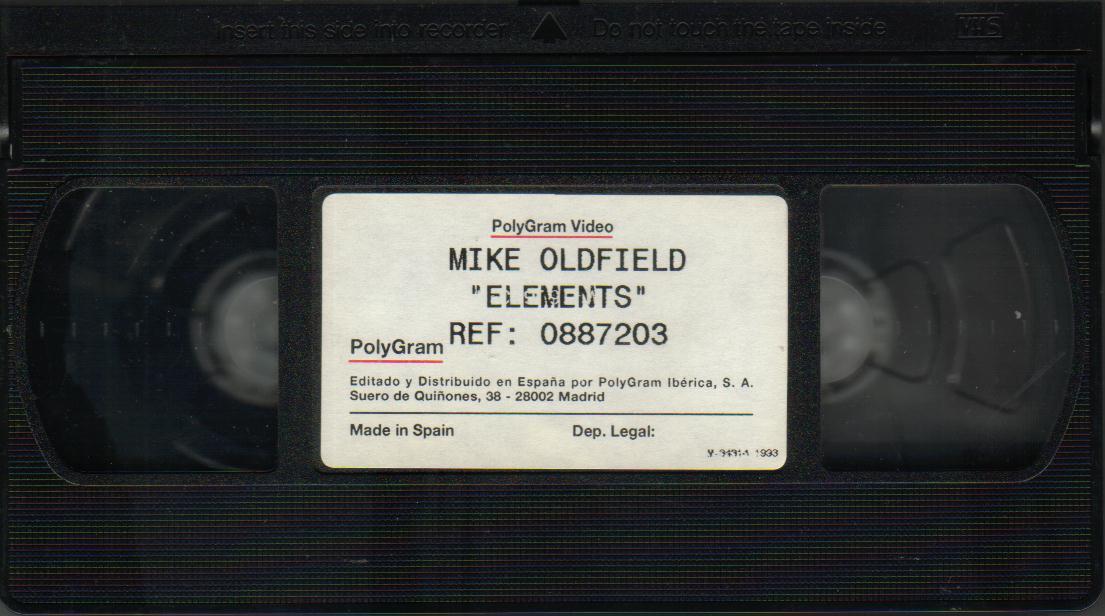 Insert this side into recorder Do not touch the tape inside VHS
PolyGram Video
MIKE OLDFIELD
"ELEMENTS"
REF: 0887203
PolyGram
Editado y Distribuido en España por PolyGram Ibérica, S. A.
Suero de Quiñones, 38 - 28002 Madrid
Made in Spain Dep. Legal:
1993